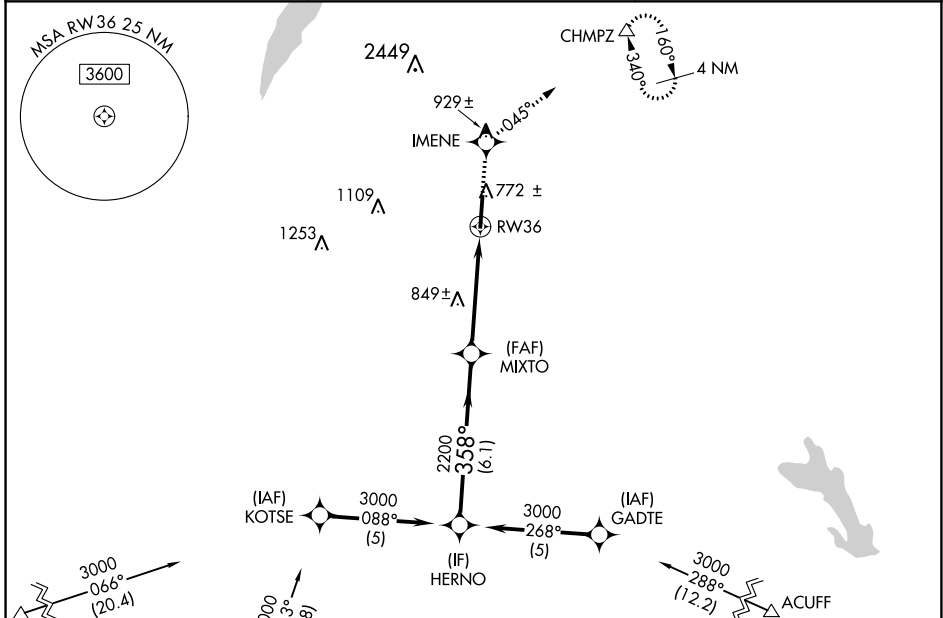 MSA RW36 25 NM
3600
2449
CHMPZ
340°
160°
4 NM
929±
045°
IMENE
772 ±
1109
RW36
1253
849±
(FAF)
MIXTO
2200
358°
(6.1)
(IAF)
KOTSE
3000
088°
(5)
3000
268°
(5)
(IAF)
GADTE
(IF)
HERNO
3000
066°
(20.4)
3000
288°
(12.2)
ACUFF